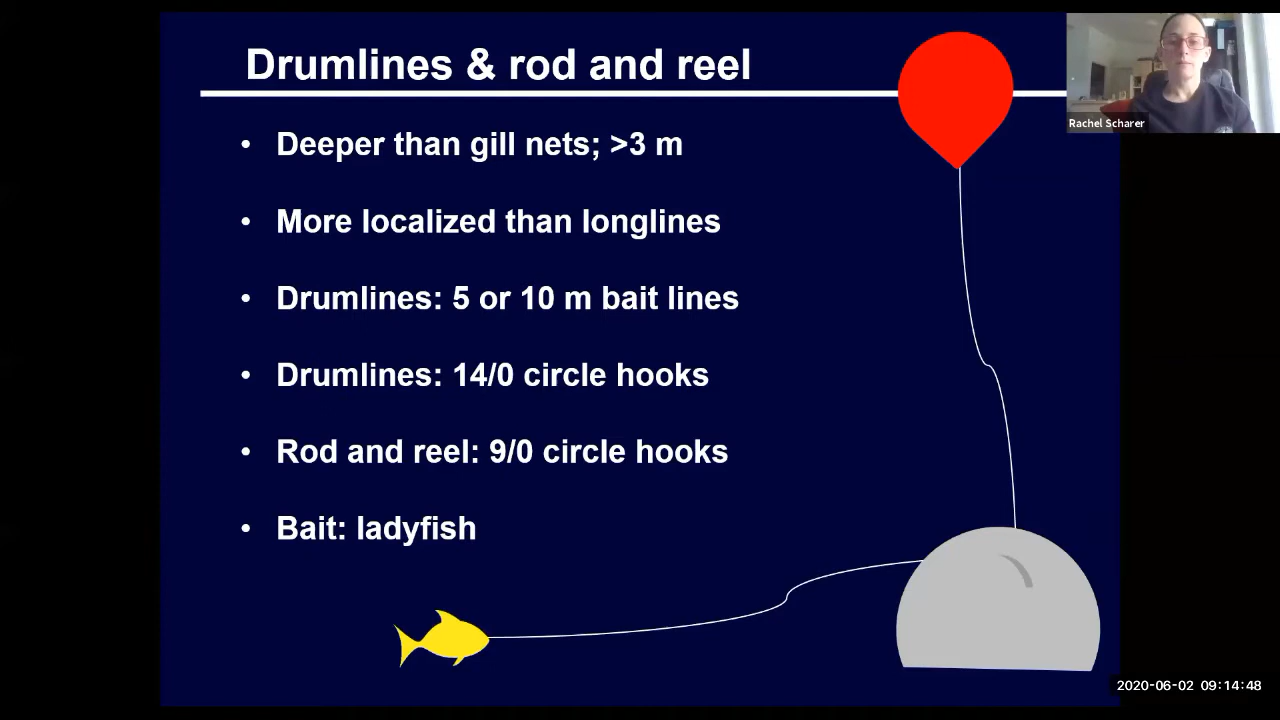 Drumlines & rod and reel
Rachel Scharer
• Deeper than gill nets; >3 m
• More localized than longlines
• Drumlines: 5 or 10 m bait lines
• Drumlines: 14/0 circle hooks
• Rod and reel: 9/0 circle hooks
• Bait: ladyfish
2020-06-02 09:14:48